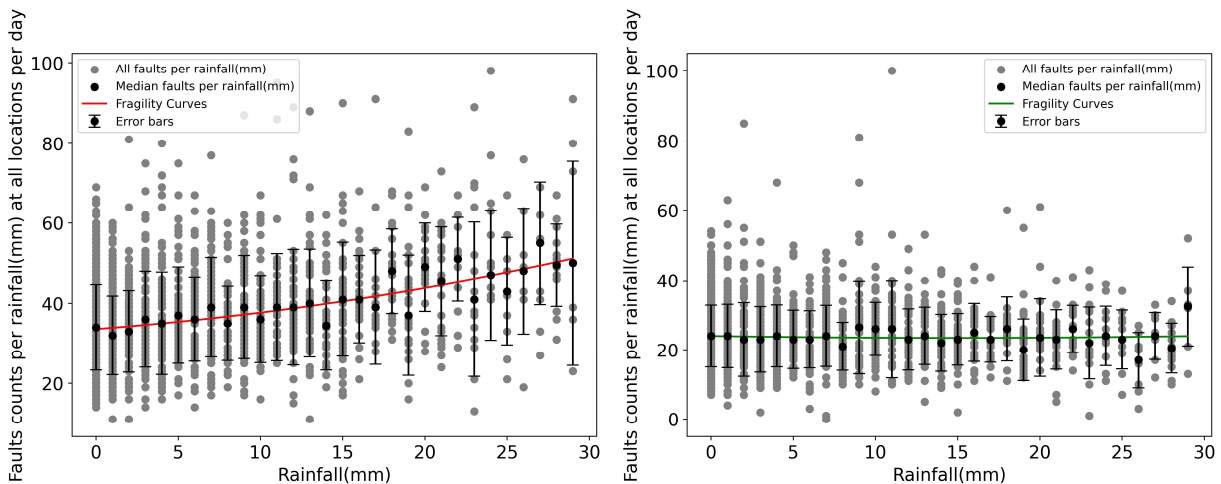 Faults counts per rainfall(mm) at all locations per day
100
80
60
40
20
0
5
10
15
20
25
30
Rainfall(mm)
All faults per rainfall(mm)
Median faults per rainfall(mm)
Fragility Curves
Error bars
Faults counts per rainfall(mm) at all locations per day
100
80
60
40
20
0
0
5
10
15
20
25
30
Rainfall(mm)
All faults per rainfall(mm)
Median faults per rainfall(mm)
Fragility Curves
Error bars